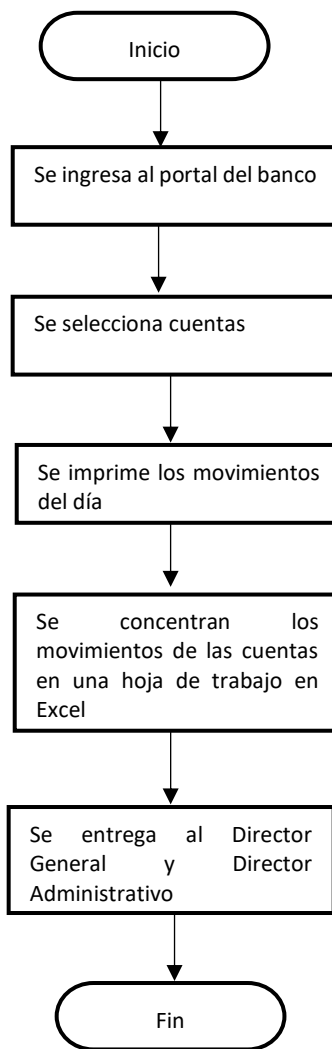 Inicio
Se ingresa al portal del banco
Se selecciona cuentas
Se imprime los movimientos
del día
Se concentran los
movimientos de las cuentas
en una hoja de trabajo en
Excel
Se entrega al Director
General y Director
Administrativo
Fin